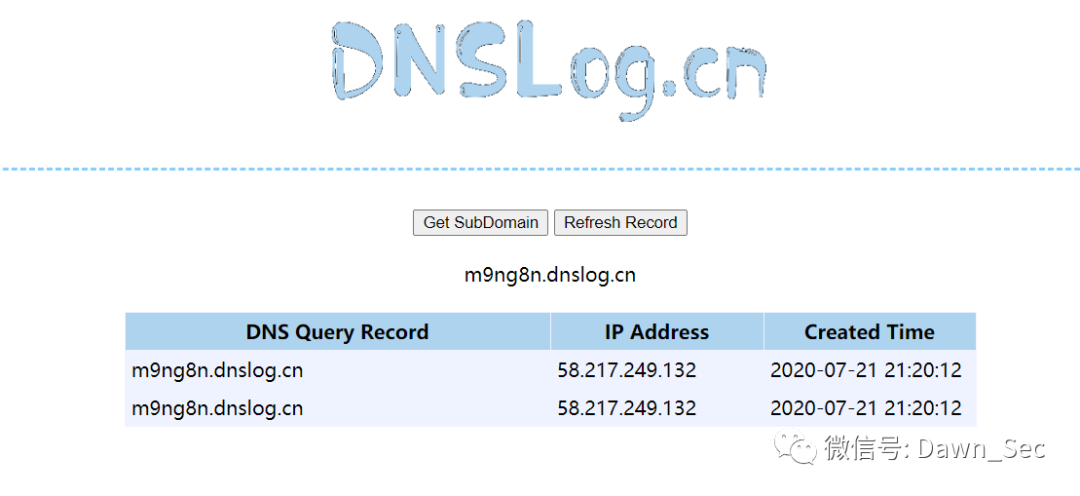 DNSLog.cn
Get SubDomain Refresh Record
m9ng8n.dnslog.cn
DNS Query Record IP Address Created Time
m9ng8n.dnslog.cn 58.217.249.132 2020-07-21 21:20:12
m9ng8n.dnslog.cn 58.217.249.132 2020-07-21 21:20:12
微信号: Dawn_Sec